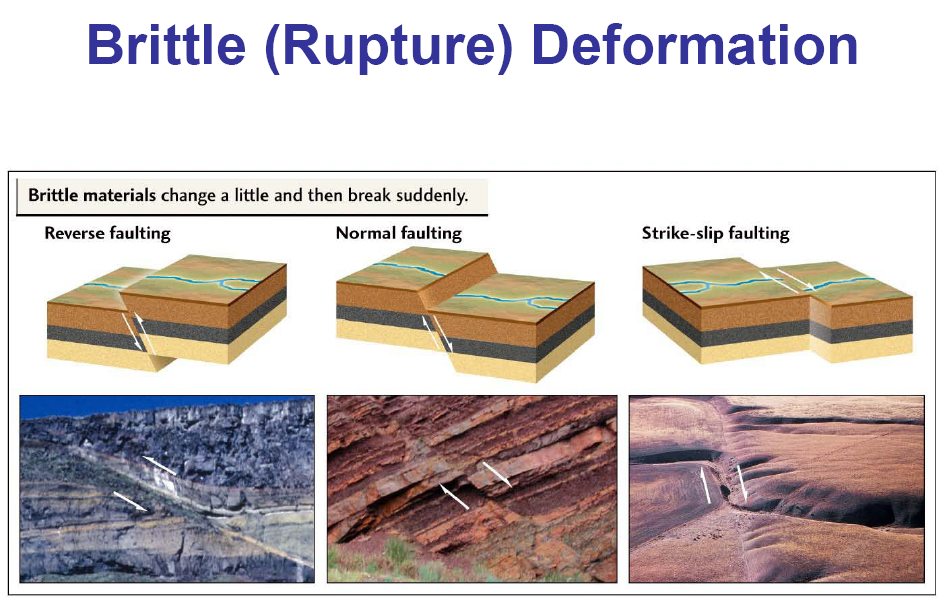 Brittle (Rupture) Deformation
Brittle materials change a little and then break suddenly.
Reverse faulting
Normal faulting
Strike-slip faulting